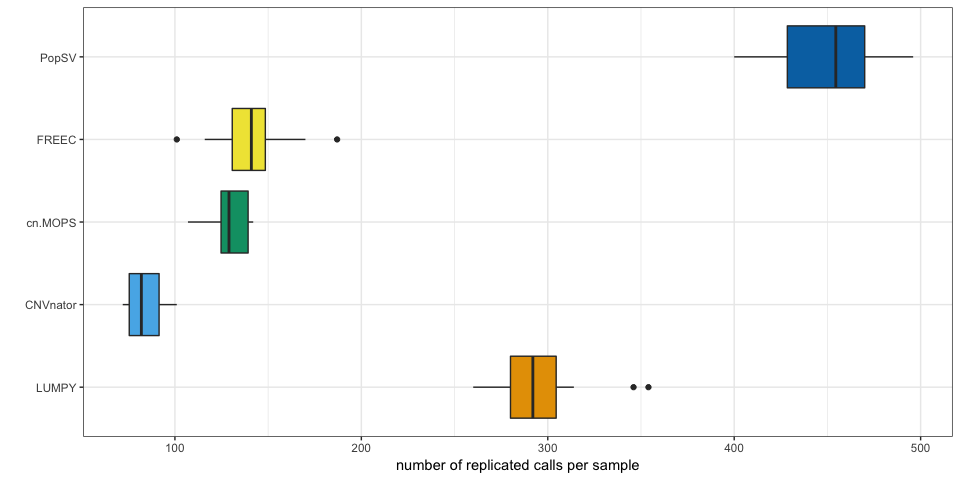 PopSV
FREEC
cn.MOPS
CNVnator
LUMPY
100 200 300 400 500
number of replicated calls per sample